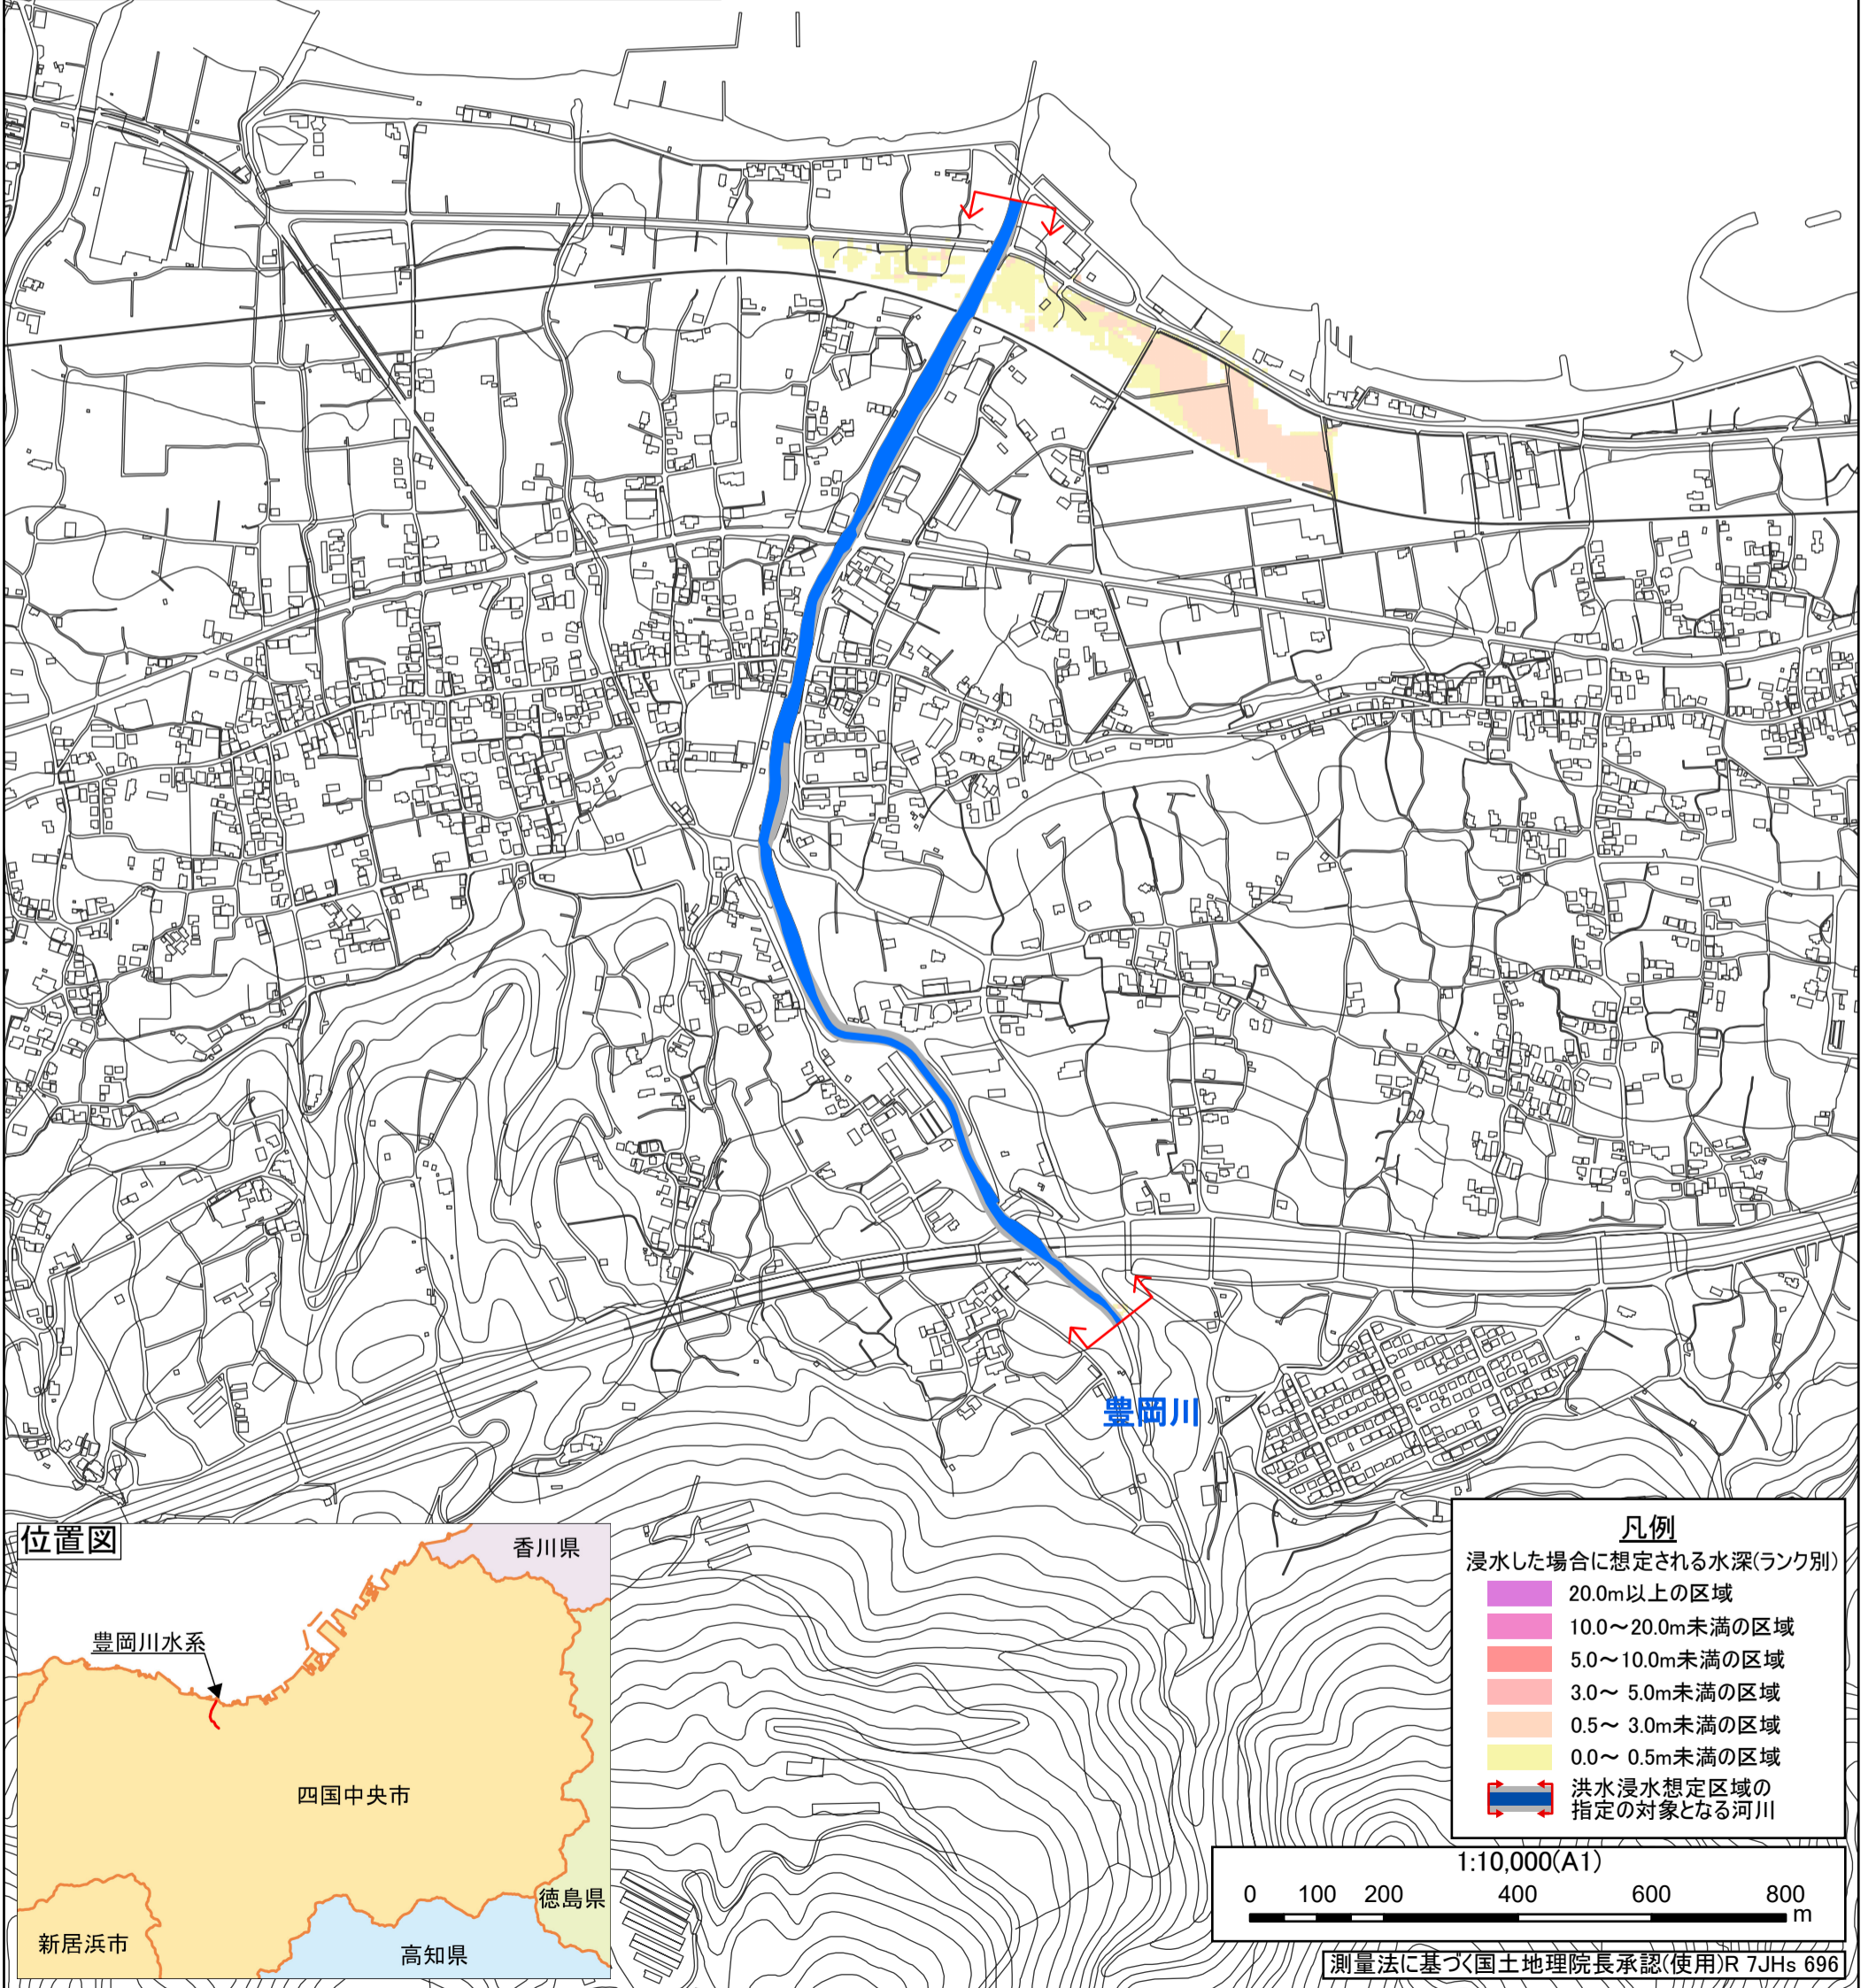 豊岡川
位置図
香川県
豊岡川水系
四国中央市
徳島県
新居浜市
高知県
凡例
浸水した場合に想定される水深(ランク別)
20.0m以上の区域
10.0～20.0m未満の区域
5.0～10.0m未満の区域
3.0～ 5.0m未満の区域
0.5～ 3.0m未満の区域
0.0～ 0.5m未満の区域
洪水浸水想定区域の
指定の対象となる河川
1:10,000(A1)
0 100 200 400 600 800
m
測量法に基づく国土地理院長承認(使用)R 7JHs 696